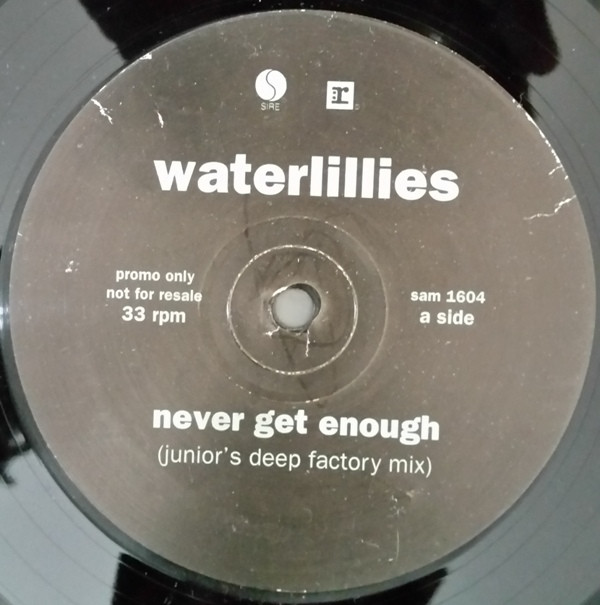 SIRE
r
waterlillies
promo only
not for resale
33 rpm
sam 1604
a side
never get enough
(junior's deep factory mix)